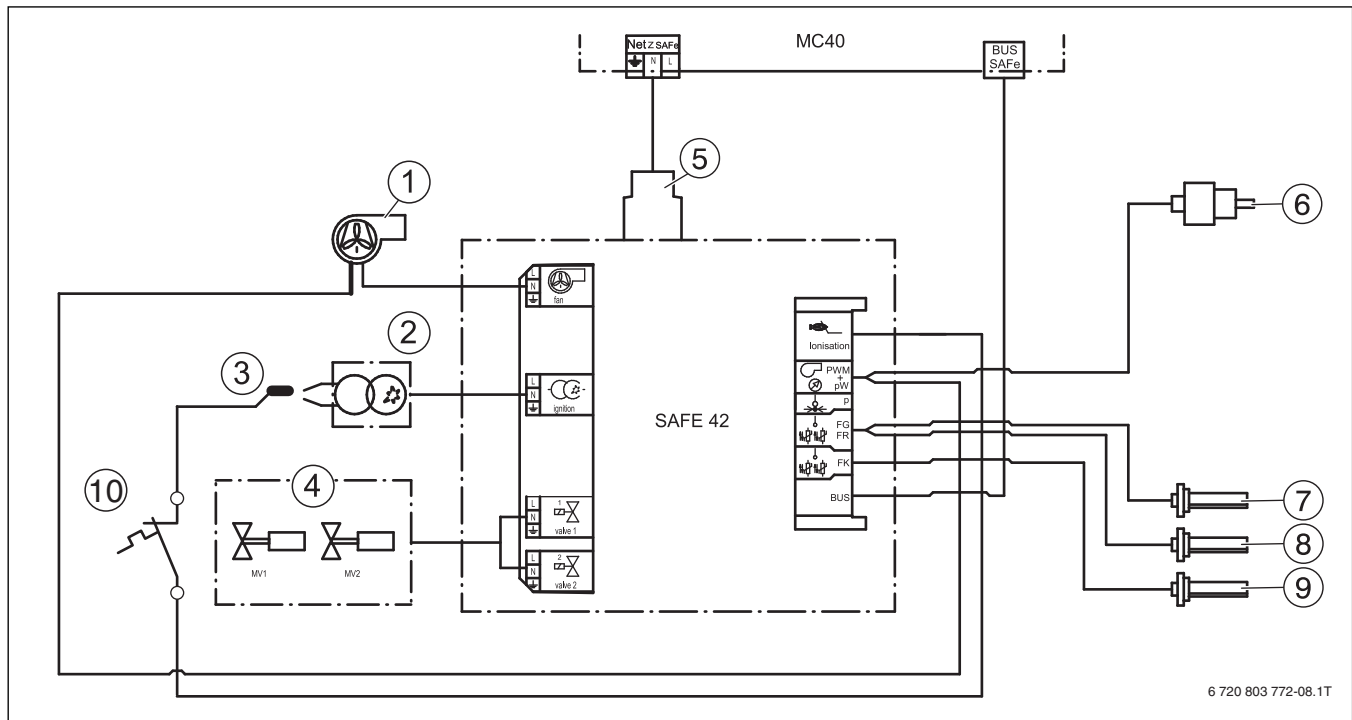 Net z SAFe
N L
MC40
BUS
SAFe
5
1
6
L
N
fan
2
Ionisation
3
PWM
+
pW
L
N
ignition
P
SAFE 42
FG
FR
FK
10
4
BUS
7
L
N
1
valve 1
8
MV1
MV2
L
N
2
valve 2
9
6 720 803 772-08.1T